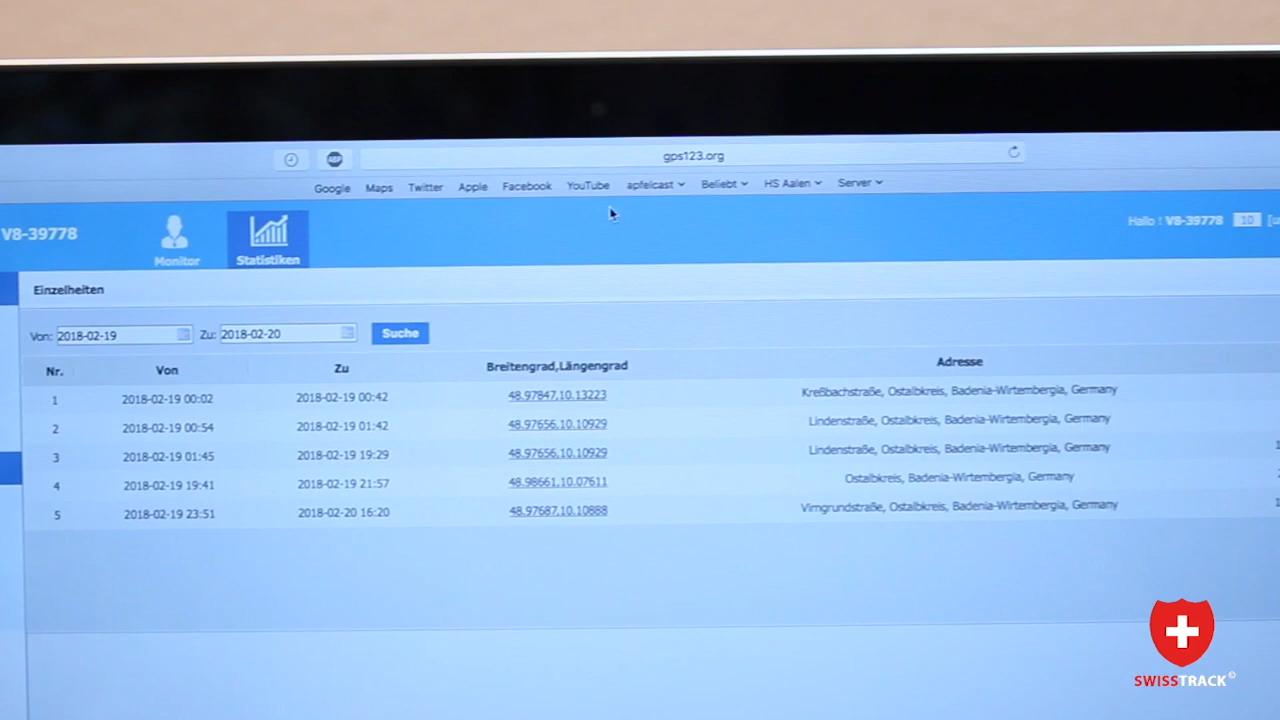 gps123.org
Google Maps Twitter Apple Facebook YouTube apfelcast Beliebt HS Aalen Server
V8-39778 Monitor Statistiken Hallo ! V8-39778 10
Einzelheiten
Von: 2018-02-19 Zu: 2018-02-20 Suche
Nr. Von Zu Breitengrad,Längengrad Adresse
1 2018-02-19 00:02 2018-02-19 00:42 48.97847,10.13223 Kreßbachstraße, Ostalbkreis, Badenia-Wirtembergia, Germany
2 2018-02-19 00:54 2018-02-19 01:42 48.97656,10.10929 Lindenstraße, Ostalbkreis, Badenia-Wirtembergia, Germany
3 2018-02-19 01:45 2018-02-19 19:29 48.97656,10.10929 Lindenstraße, Ostalbkreis, Badenia-Wirtembergia, Germany
4 2018-02-19 19:41 2018-02-19 21:57 48.98661,10.07611 Ostalbkreis, Badenia-Wirtembergia, Germany
5 2018-02-19 23:51 2018-02-20 16:20 48.97687,10.10888 Virngrundstraße, Ostalbkreis, Badenia-Wirtembergia, Germany
SWISSTRACK©